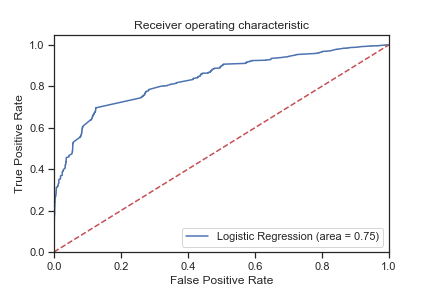 Receiver operating characteristic
True Positive Rate
1.0
0.8
0.6
0.4
0.2
0.0
Logistic Regression (area = 0.75)
0.0 0.2 0.4 0.6 0.8 1.0
False Positive Rate